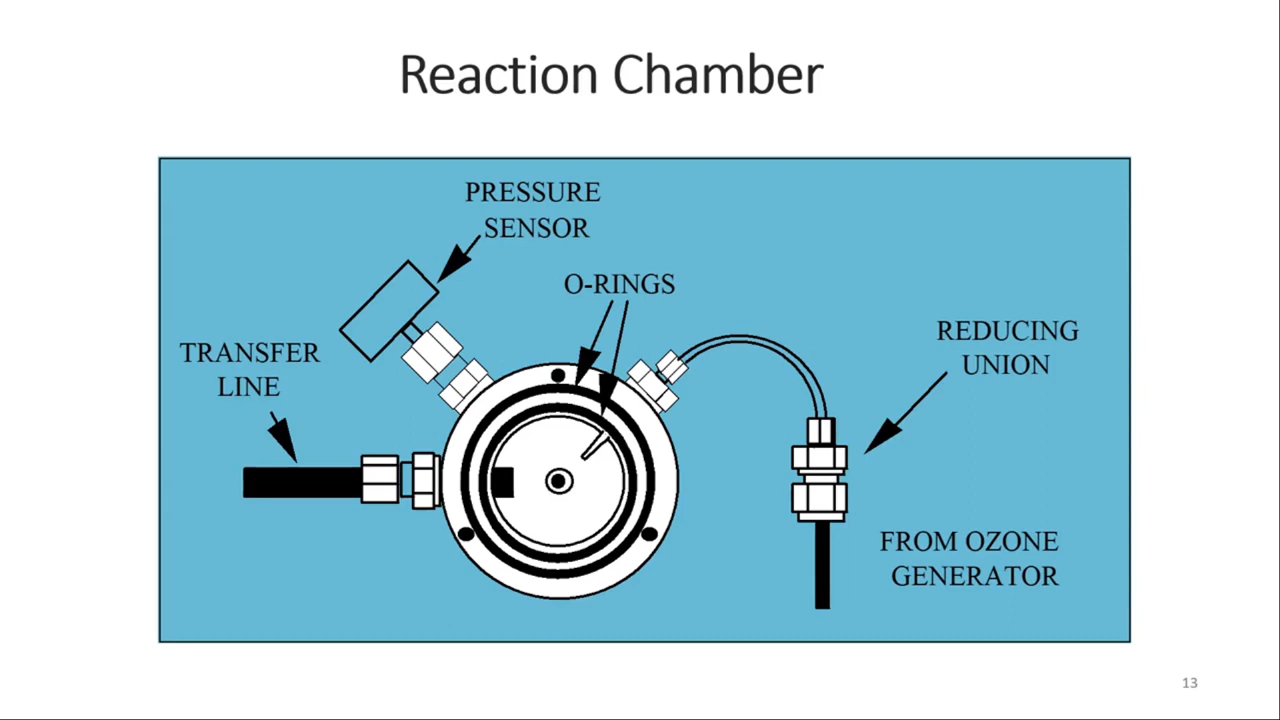 Reaction Chamber
PRESSURE
SENSOR
O-RINGS
TRANSFER
LINE
REDUCING
UNION
FROM OZONE
GENERATOR
13